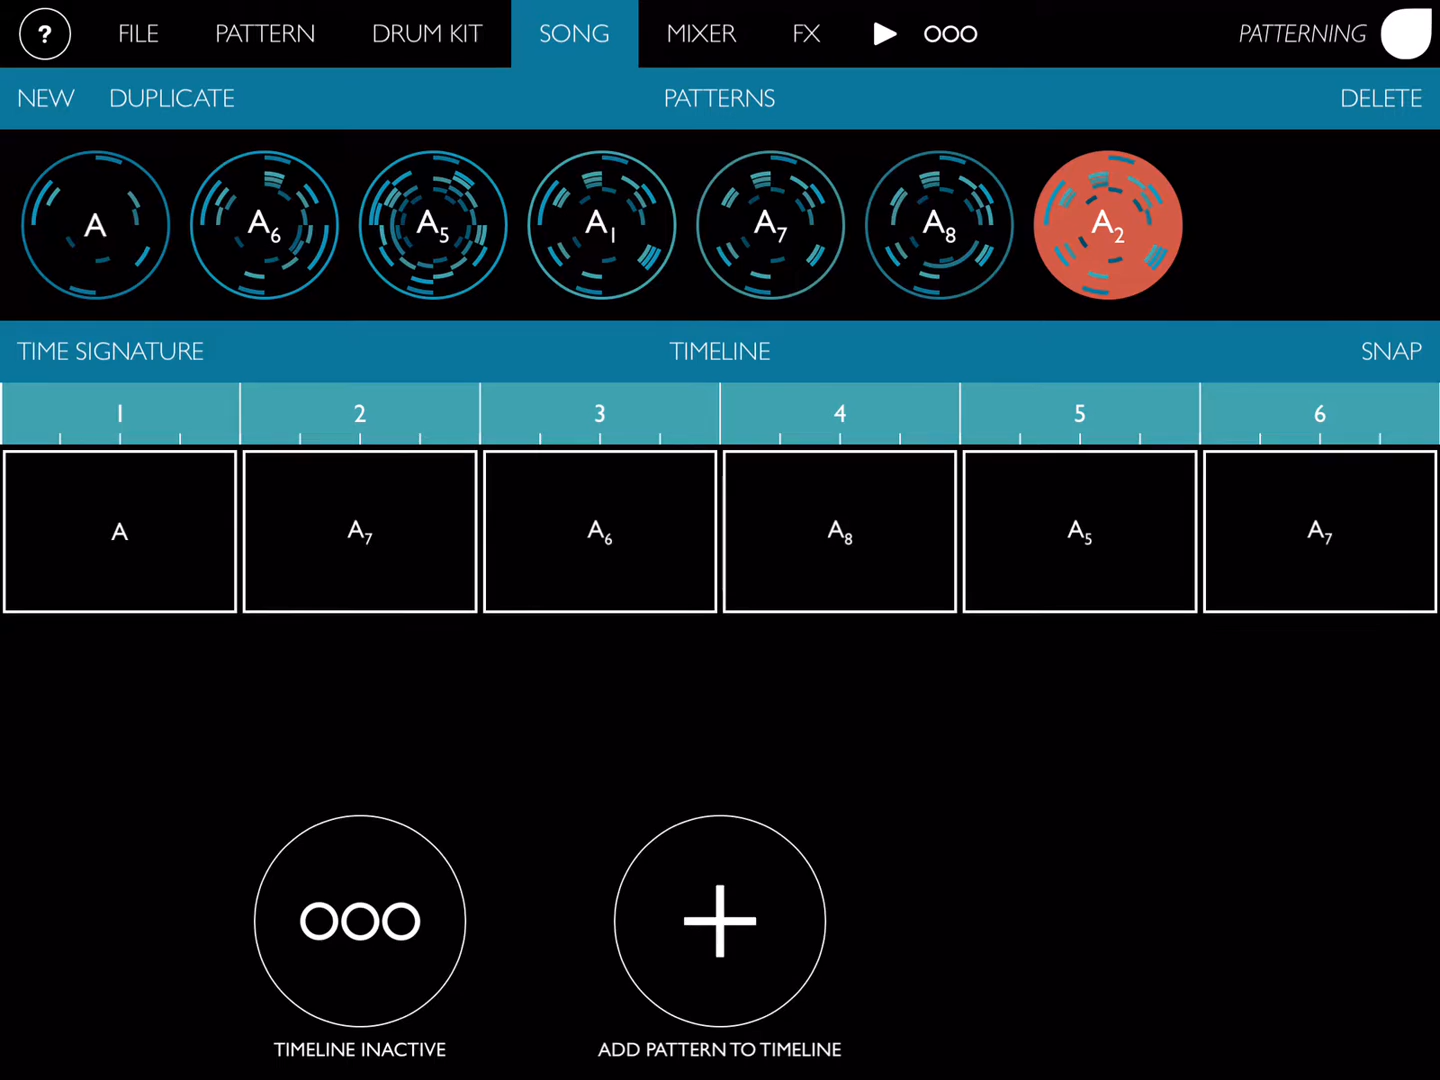 ? FILE PATTERN DRUM KIT SONG MIXER FX PATTERNING
NEW DUPLICATE PATTERNS DELETE
A A6 A5 A1 A7 A8 A2
TIME SIGNATURE TIMELINE SNAP
1 2 3 4 5 6
A A7 A6 A8 A5 A7
TIMELINE INACTIVE ADD PATTERN TO TIMELINE